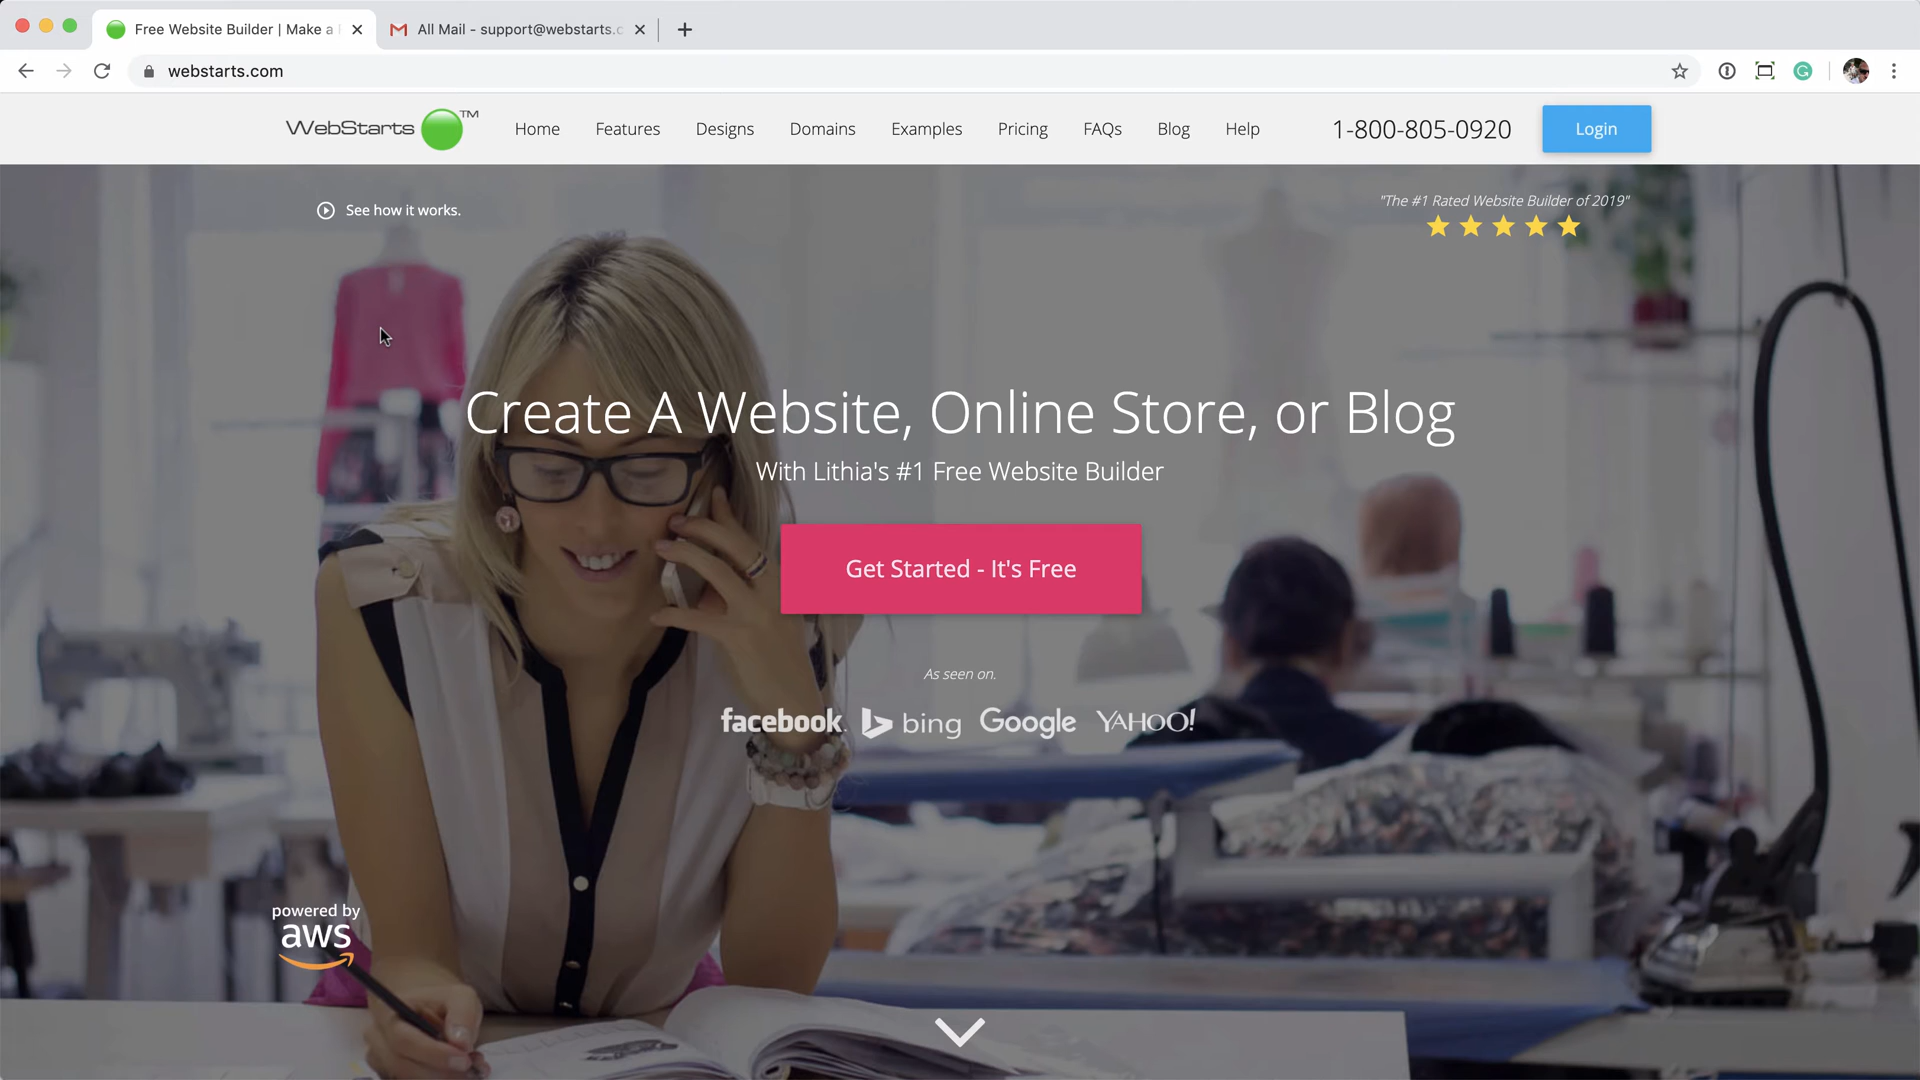 Free Website Builder | Make a
All Mail - support@webstarts.c
webstarts.com
WebStarts TM
Home
Features
Designs
Domains
Examples
Pricing
FAQs
Blog
Help
1-800-805-0920
Login
See how it works.
"The #1 Rated Website Builder of 2019"
Create A Website, Online Store, or Blog
With Lithia's #1 Free Website Builder
Get Started - It's Free
As seen on.
facebook.
bing
Google
YAHOO!
powered by
aws